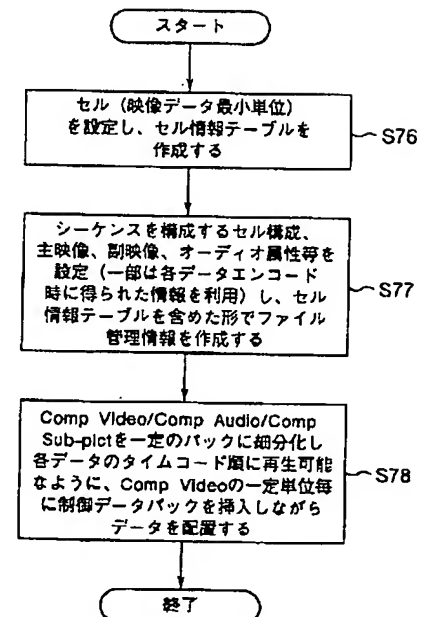 スタート
セル（映像データ最小単位）
を設定し、セル情報テーブルを
作成する
S76
シーケンスを構成するセル構成、
主映像、副映像、オーディオ属性等を
設定（一部は各データエンコード
時に得られた情報を利用）し、セル
情報テーブルを含めた形でファイル
管理情報を作成する
S77
Comp Video/Comp Audio/Comp
Sub-pictを一定のパックに細分化し
各データのタイムコード順に再生可能
なように、Comp Videoの一定単位毎
に制御データパックを挿入しながら
データを配置する
S78
終了